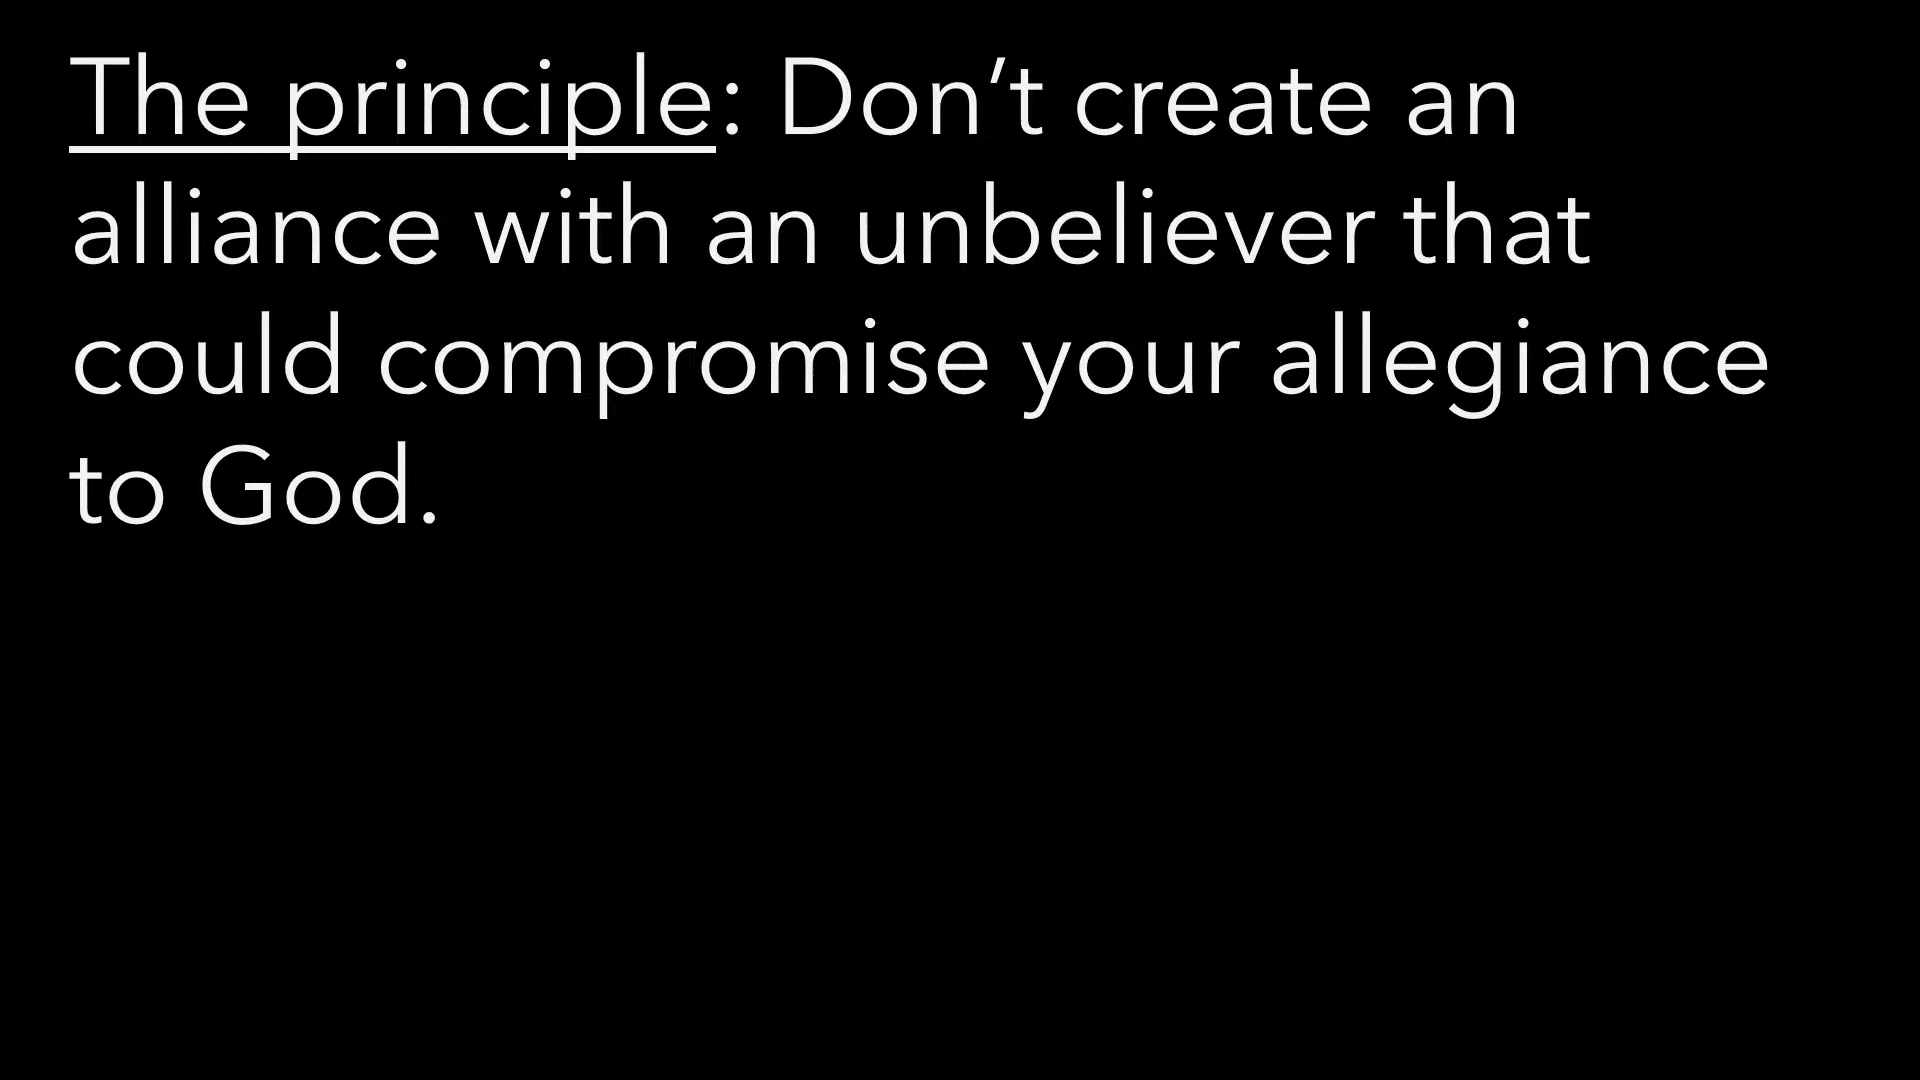 The principle: Don’t create an
alliance with an unbeliever that
could compromise your allegiance
to God.